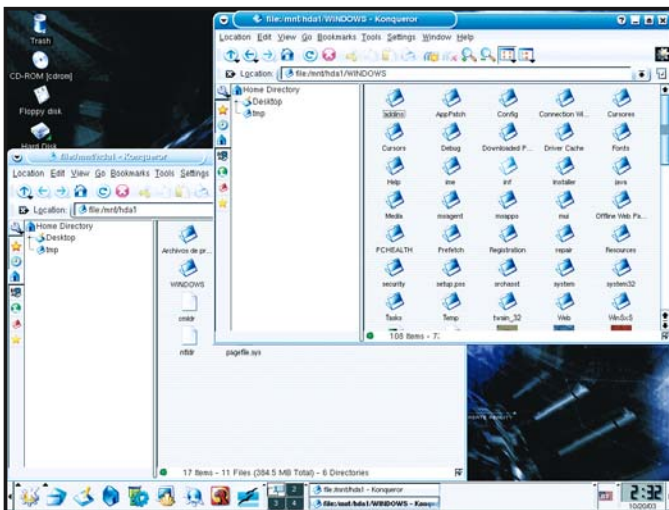 Trash
CD-ROM [cdrom]
Floppy disk
Hard Disk
file:/mnt/hda1/WINDOWS - Konqueror
Location Edit View Go Bookmarks Tools Settings Window Help
Location: file:/mnt/hda1/WINDOWS
Home Directory
Desktop
tmp
addins AppPatch Config Connection Wi... Cursores
Cursors Debug Downloaded P... Driver Cache Fonts
Help ime inf Installer java
Media msagent msapps mui Offline Web Pa...
PCHEALTH Prefetch Registration repair Resources
security setup.pss srchasst system system32
Tasks Temp twain_32 Web WinSxS
file:/mnt/hda1 - Konqueror
Location Edit View Go Bookmarks Tools Settings
Location: file:/mnt/hda1
Home Directory
Desktop
tmp
Archivos de pr...
WINDOWS
cmldr
ntldr pagefile.sys
17 Items - 11 Files (384.5 MB Total) - 6 Directories
1 2
3 4
file:/mnt/hda1 - Konqueror
file:/mnt/hda1/WINDOWS - Konqu
2:32
10/20/03